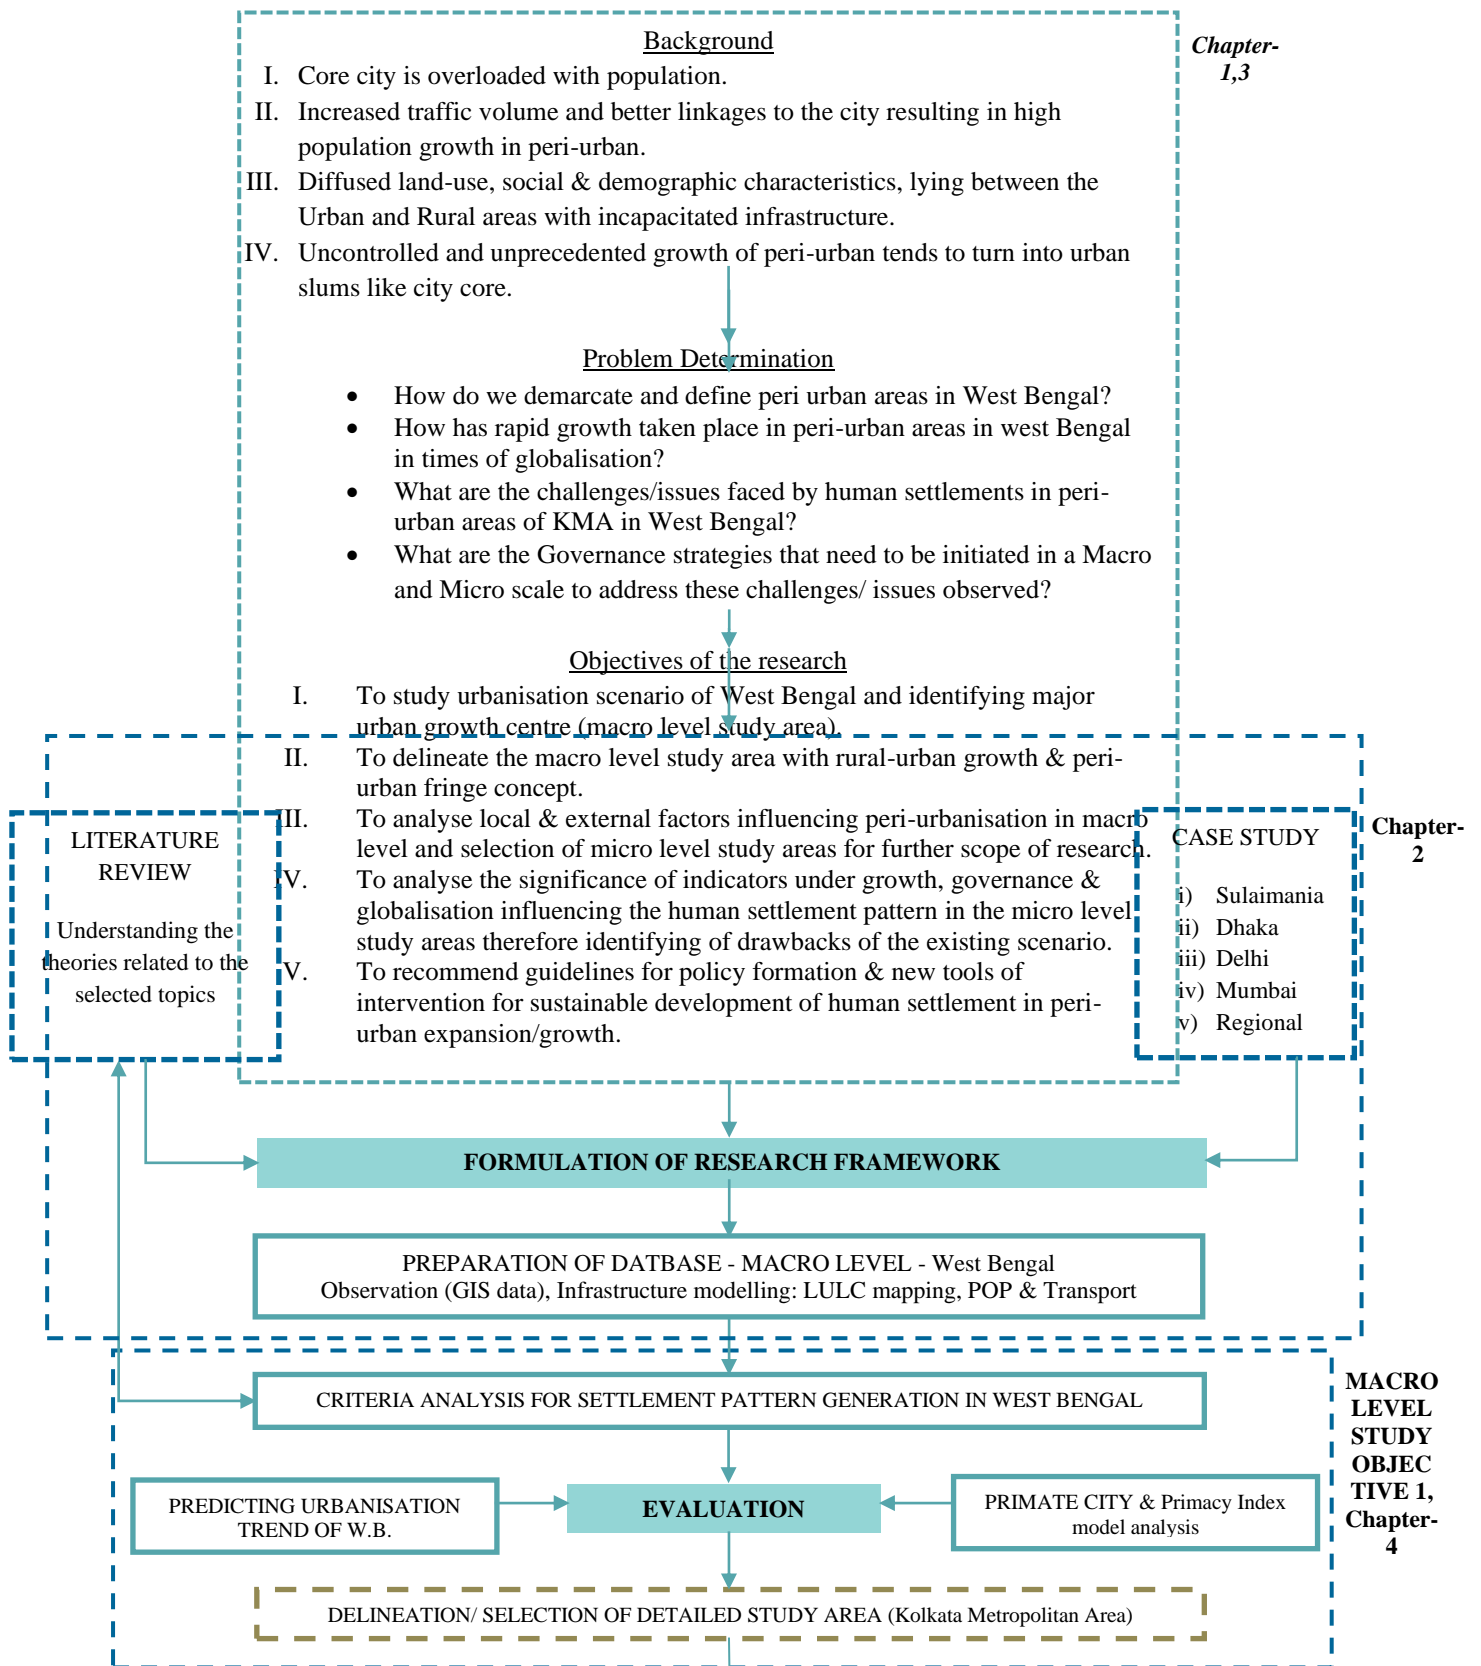 Background
Chapter-
1,3
I. Core city is overloaded with population.
II. Increased traffic volume and better linkages to the city resulting in high
population growth in peri-urban.
III. Diffused land-use, social & demographic characteristics, lying between the
Urban and Rural areas with incapacitated infrastructure.
IV. Uncontrolled and unprecedented growth of peri-urban tends to turn into urban
slums like city core.
Problem Determination
• How do we demarcate and define peri urban areas in West Bengal?
• How has rapid growth taken place in peri-urban areas in west Bengal
in times of globalisation?
• What are the challenges/issues faced by human settlements in peri-
urban areas of KMA in West Bengal?
• What are the Governance strategies that need to be initiated in a Macro
and Micro scale to address these challenges/ issues observed?
Objectives of the research
I. To study urbanisation scenario of West Bengal and identifying major
urban growth centre (macro level study area).
II. To delineate the macro level study area with rural-urban growth & peri-
urban fringe concept.
III. To analyse local & external factors influencing peri-urbanisation in macro
level and selection of micro level study areas for further scope of research.
IV. To analyse the significance of indicators under growth, governance &
globalisation influencing the human settlement pattern in the micro level
study areas therefore identifying of drawbacks of the existing scenario.
V. To recommend guidelines for policy formation & new tools of
intervention for sustainable development of human settlement in peri-
urban expansion/growth.
LITERATURE
REVIEW
Understanding the
theories related to the
selected topics
CASE STUDY
i) Sulaimania
ii) Dhaka
iii) Delhi
iv) Mumbai
v) Regional
Chapter-
2
FORMULATION OF RESEARCH FRAMEWORK
PREPARATION OF DATBASE - MACRO LEVEL - West Bengal
Observation (GIS data), Infrastructure modelling: LULC mapping, POP & Transport
CRITERIA ANALYSIS FOR SETTLEMENT PATTERN GENERATION IN WEST BENGAL
MACRO
LEVEL
STUDY
OBJEC
TIVE 1,
Chapter-
4
PREDICTING URBANISATION
TREND OF W.B.
EVALUATION
PRIMATE CITY & Primacy Index
model analysis
DELINEATION/ SELECTION OF DETAILED STUDY AREA (Kolkata Metropolitan Area)